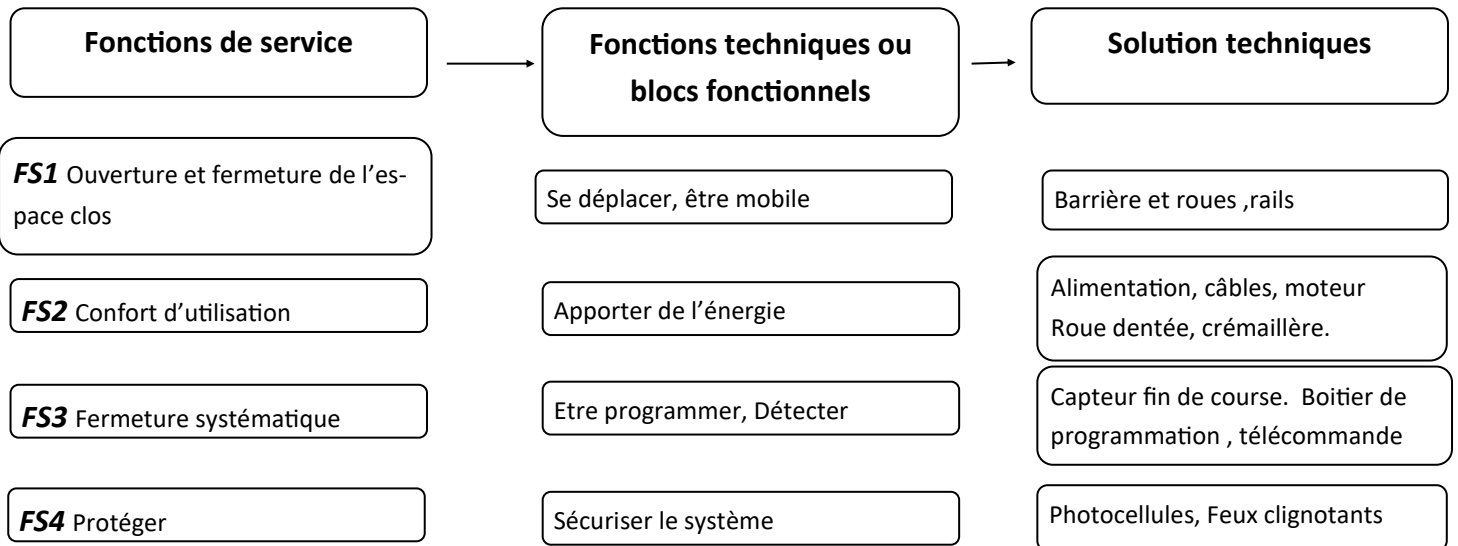 Fonctions de service
Fonctions techniques ou
blocs fonctionnels
Solution techniques
FS1 Ouverture et fermeture de l’es-
pace clos
Se déplacer, être mobile
Barrière et roues ,rails
FS2 Confort d’utilisation
Apporter de l’énergie
Alimentation, câbles, moteur
Roue dentée, crémaillère.
FS3 Fermeture systématique
Etre programmer, Détecter
Capteur fin de course.  Boitier de
programmation , télécommande
FS4 Protéger
Sécuriser le système
Photocellules, Feux clignotants